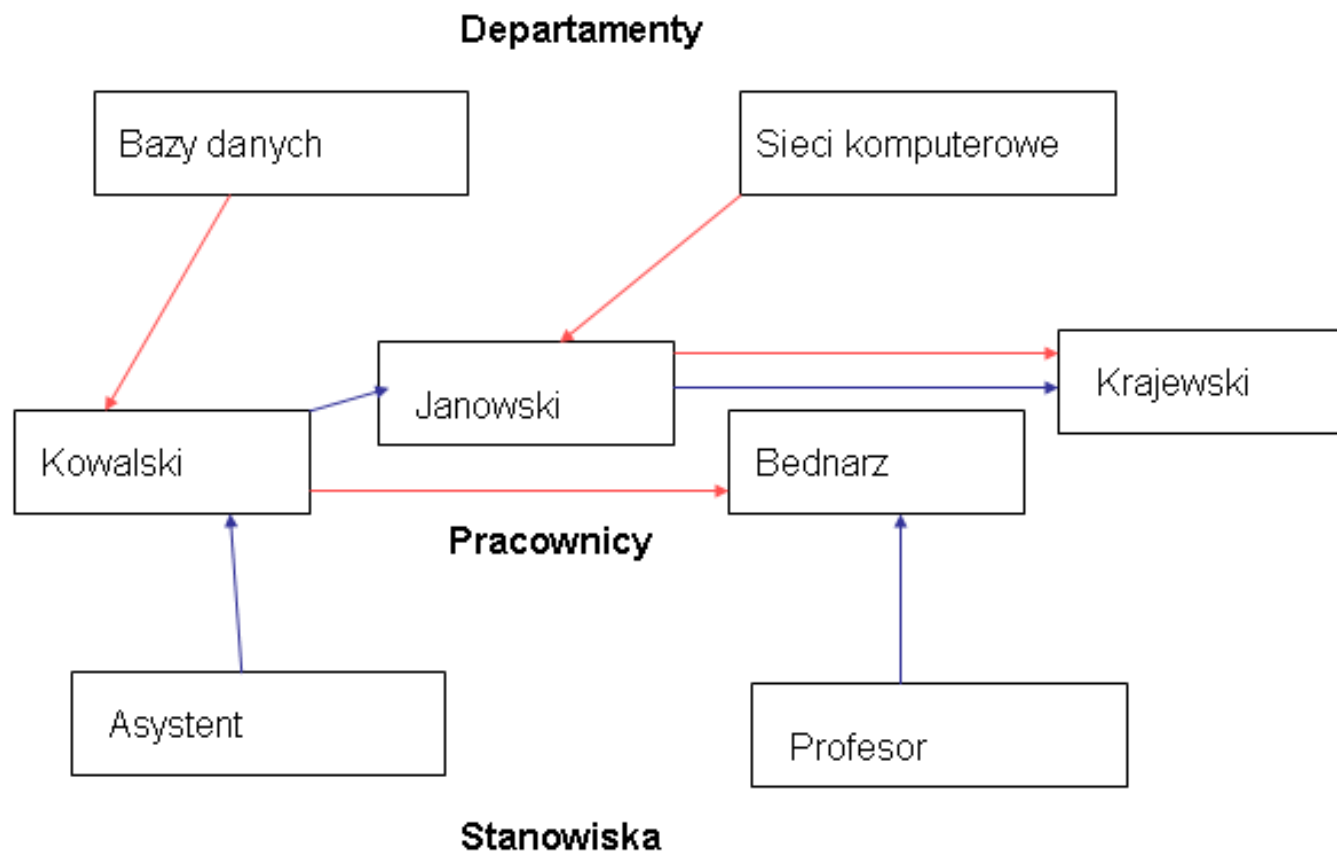 Departamenty
Bazy danych
Sieci komputerowe
Janowski
Krajewski
Kowalski
Bednarz
Pracownicy
Asystent
Profesor
Stanowiska